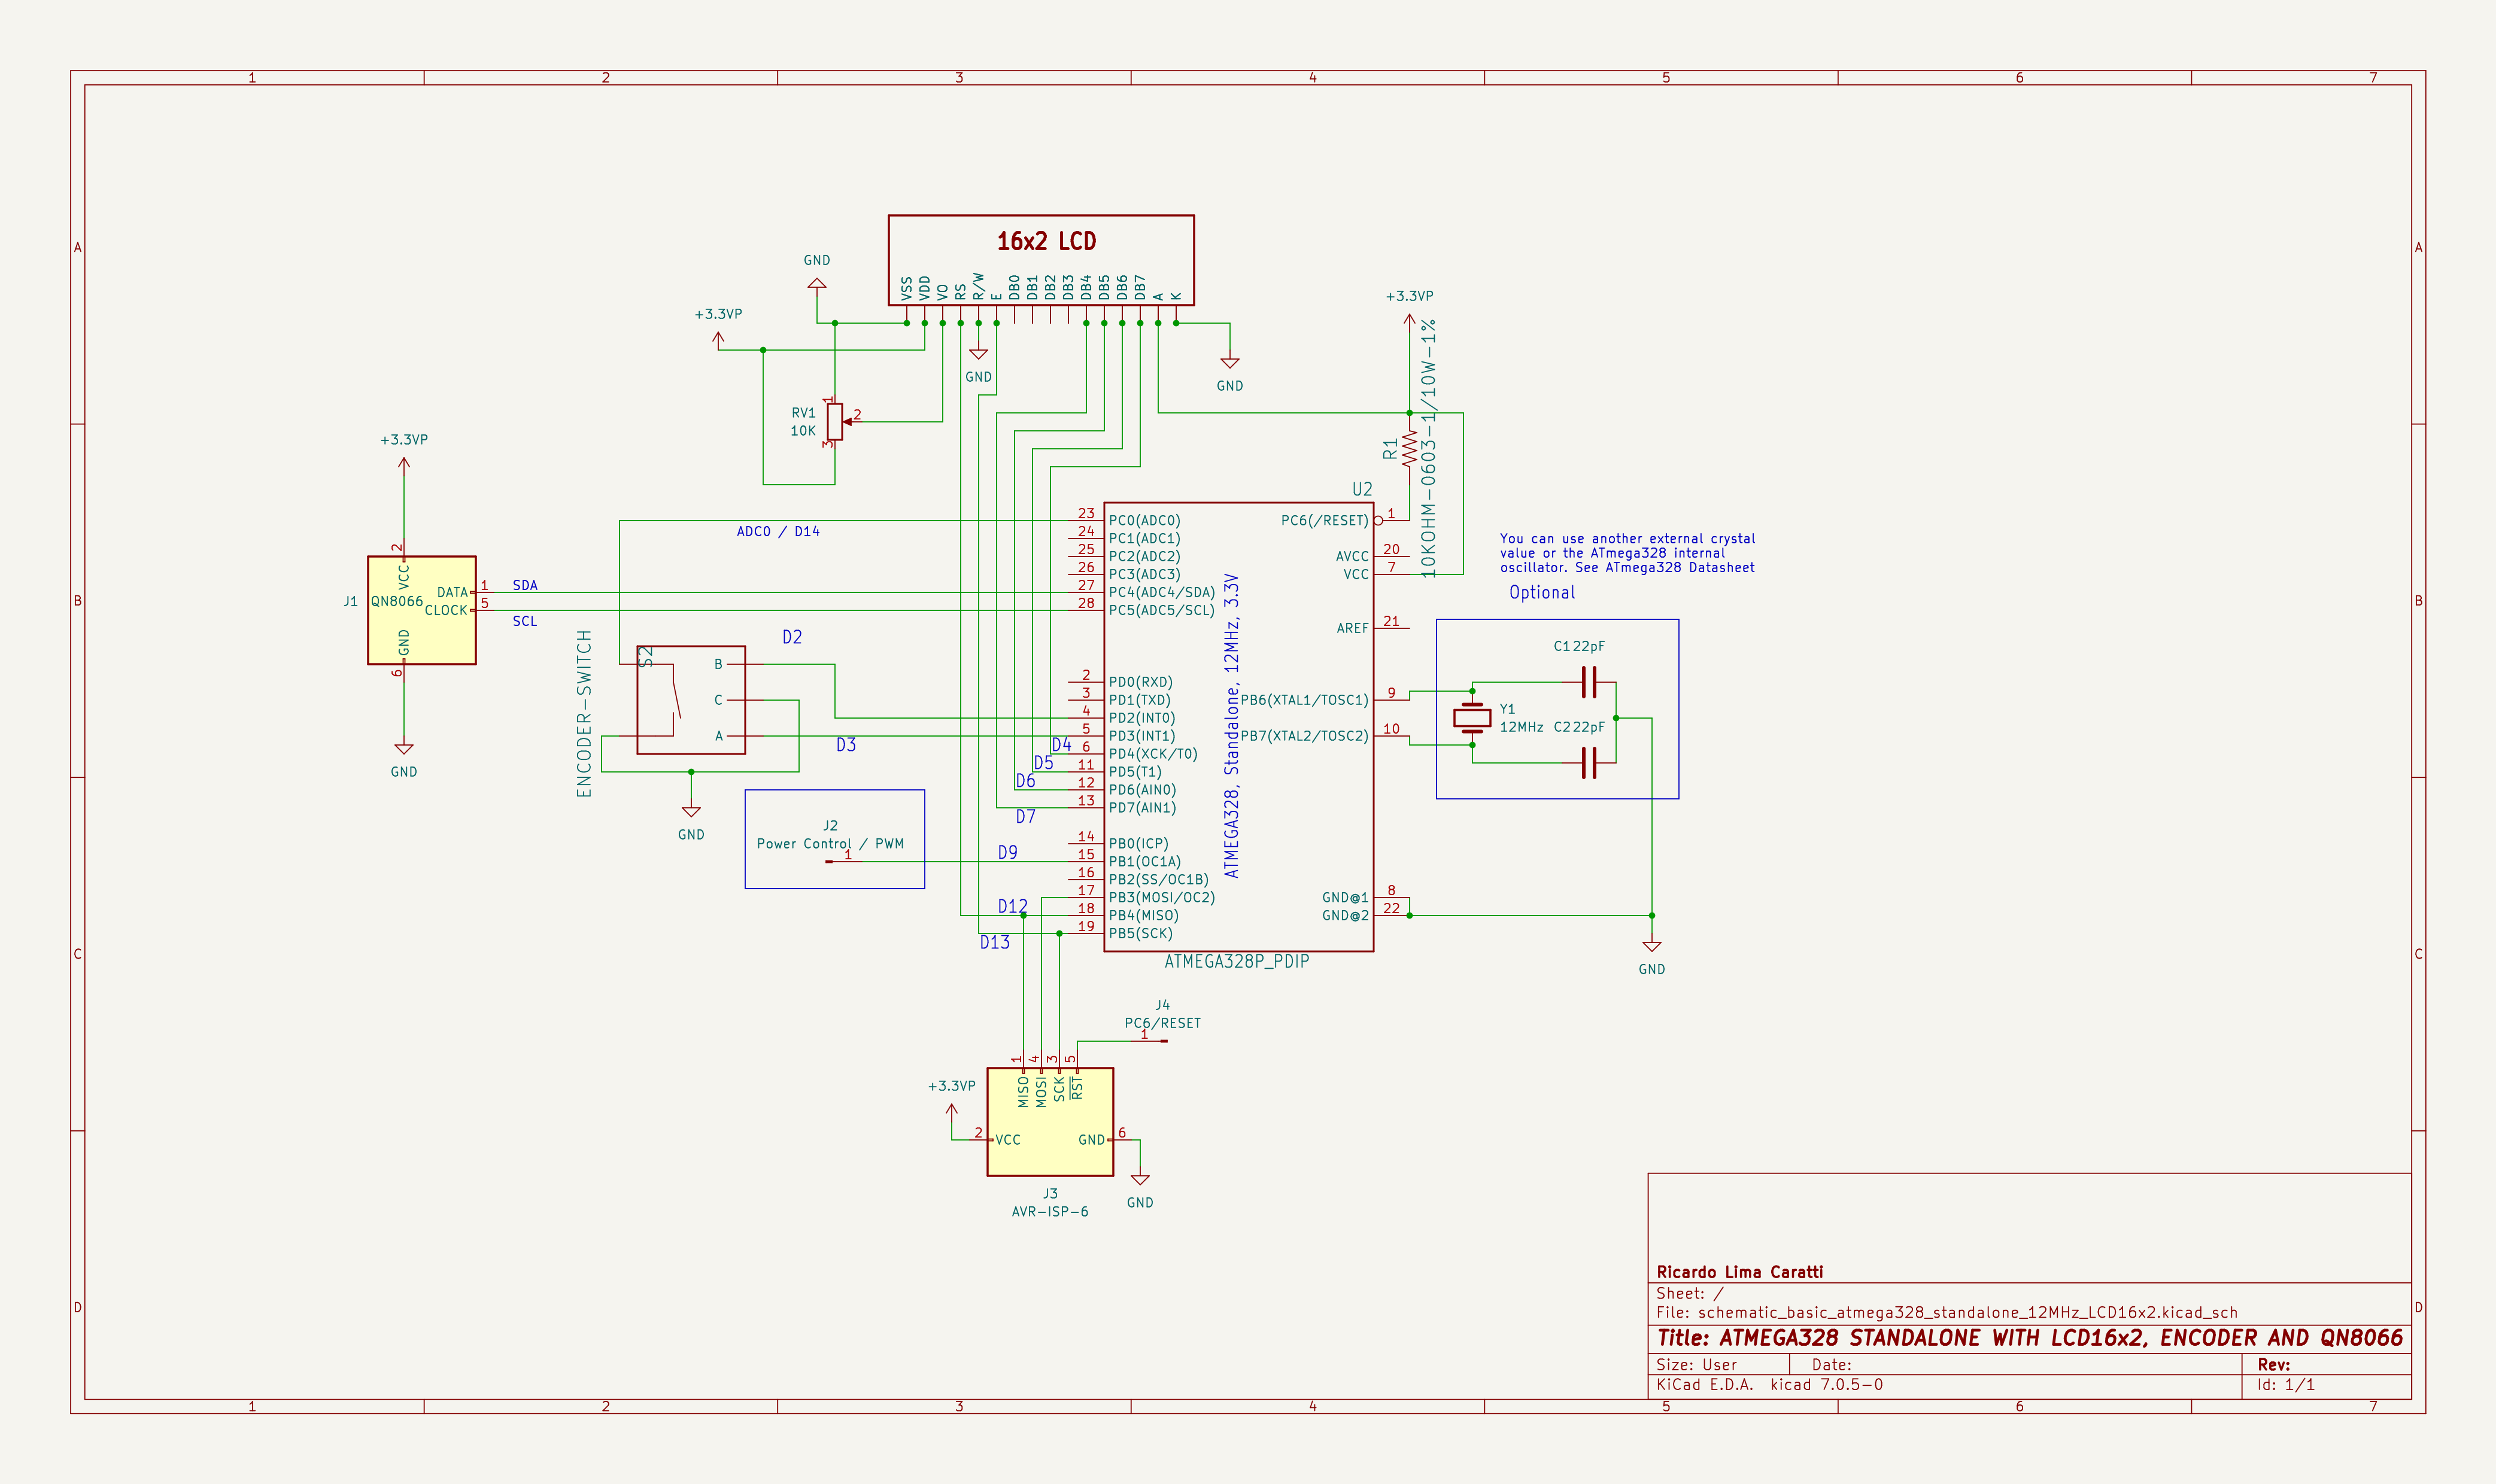 1 2 3 4 5 6 7
A
B
C
D
16x2 LCD
VSS VDD VO RS R/W E DB0 DB1 DB2 DB3 DB4 DB5 DB6 DB7 A K
GND
+3.3VP
GND
GND
+3.3VP
RV1
10K
1
2
3
R1
10KOHM-0603-1/10W-1%
+3.3VP
J1
QN8066
VCC
2
DATA 1
CLOCK 5
GND
6
GND
SDA
SCL
ADC0 / D14
ENCODER-SWITCH
S2
B
C
A
D2
D3
GND
D4
D5
D6
D7
J2
Power Control / PWM
1
D9
D12
D13
U2
ATMEGA328, Standalone, 12MHz, 3.3V
23 PC0(ADC0)
24 PC1(ADC1)
25 PC2(ADC2)
26 PC3(ADC3)
27 PC4(ADC4/SDA)
28 PC5(ADC5/SCL)
2 PD0(RXD)
3 PD1(TXD)
4 PD2(INT0)
5 PD3(INT1)
6 PD4(XCK/T0)
11 PD5(T1)
12 PD6(AIN0)
13 PD7(AIN1)
14 PB0(ICP)
15 PB1(OC1A)
16 PB2(SS/OC1B)
17 PB3(MOSI/OC2)
18 PB4(MISO)
19 PB5(SCK)
PC6(/RESET) 1
AVCC 20
VCC 7
AREF 21
PB6(XTAL1/TOSC1) 9
PB7(XTAL2/TOSC2) 10
GND@1 8
GND@2 22
ATMEGA328P_PDIP
You can use another external crystal
value or the ATmega328 internal
oscillator. See ATmega328 Datasheet
Optional
C1 22pF
Y1
12MHz
C2 22pF
GND
J4
PC6/RESET
1
+3.3VP
1 4 3 5
MISO MOSI SCK RST
2 VCC
GND 6
GND
J3
AVR-ISP-6
Ricardo Lima Caratti
Sheet: /
File: schematic_basic_atmega328_standalone_12MHz_LCD16x2.kicad_sch
Title: ATMEGA328 STANDALONE WITH LCD16x2, ENCODER AND QN8066
Size: User Date: Rev:
KiCad E.D.A. kicad 7.0.5-0 Id: 1/1
A
B
C
D
1 2 3 4 5 6 7